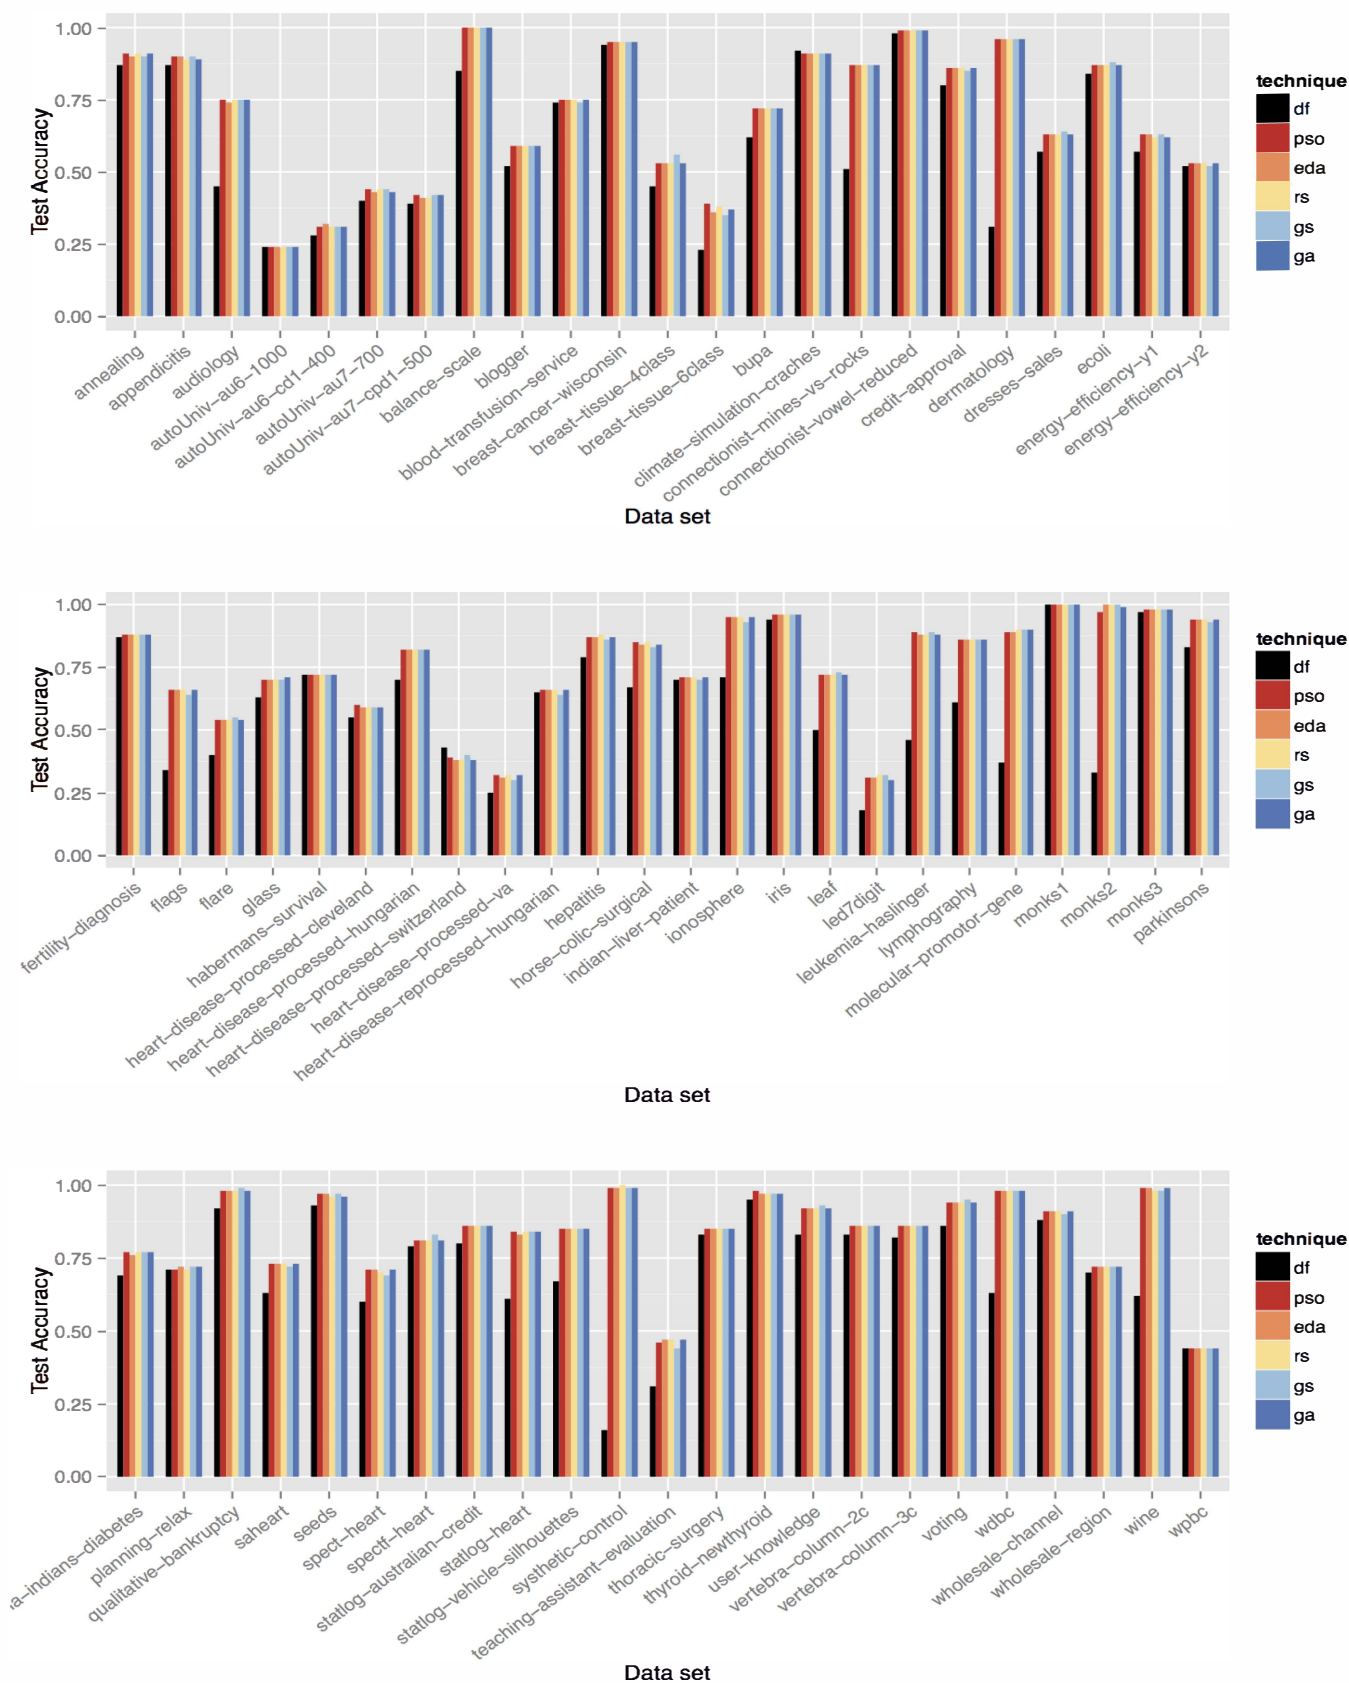 1.00
0.75
0.50
0.25
0.00
Test Accuracy
annealing
appendicitis
audiology
autoUniv−au6−1000
autoUniv−au6−cd1−400
autoUniv−au7−700
autoUniv−au7−cpd1−500
balance−scale
blogger
blood−transfusion−service
breast−cancer−wisconsin
breast−tissue−4class
breast−tissue−6class
bupa
climate−simulation−craches
connectionist−mines−vs−rocks
connectionist−vowel−reduced
credit−approval
dermatology
dresses−sales
ecoli
energy−efficiency−y1
energy−efficiency−y2
Data set
technique
df
pso
eda
rs
gs
ga
1.00
0.75
0.50
0.25
0.00
Test Accuracy
fertility−diagnosis
flags
flare
glass
habermans−survival
heart−disease−processed−cleveland
heart−disease−processed−hungarian
heart−disease−processed−switzerland
heart−disease−processed−va
heart−disease−reprocessed−hungarian
hepatitis
horse−colic−surgical
indian−liver−patient
ionosphere
iris
leaf
led7digit
leukemia−haslinger
lymphography
molecular−promotor−gene
monks1
monks2
monks3
parkinsons
Data set
technique
df
pso
eda
rs
gs
ga
1.00
0.75
0.50
0.25
0.00
Test Accuracy
a−indians−diabetes
planning−relax
qualitative−bankruptcy
saheart
seeds
spect−heart
spectf−heart
statlog−australian−credit
statlog−heart
statlog−vehicle−silhouettes
systhetic−control
teaching−assistant−evaluation
thoracic−surgery
thyroid−newthyroid
user−knowledge
vertebra−column−2c
vertebra−column−3c
voting
wdbc
wholesale−channel
wholesale−region
wine
wpbc
Data set
technique
df
pso
eda
rs
gs
ga